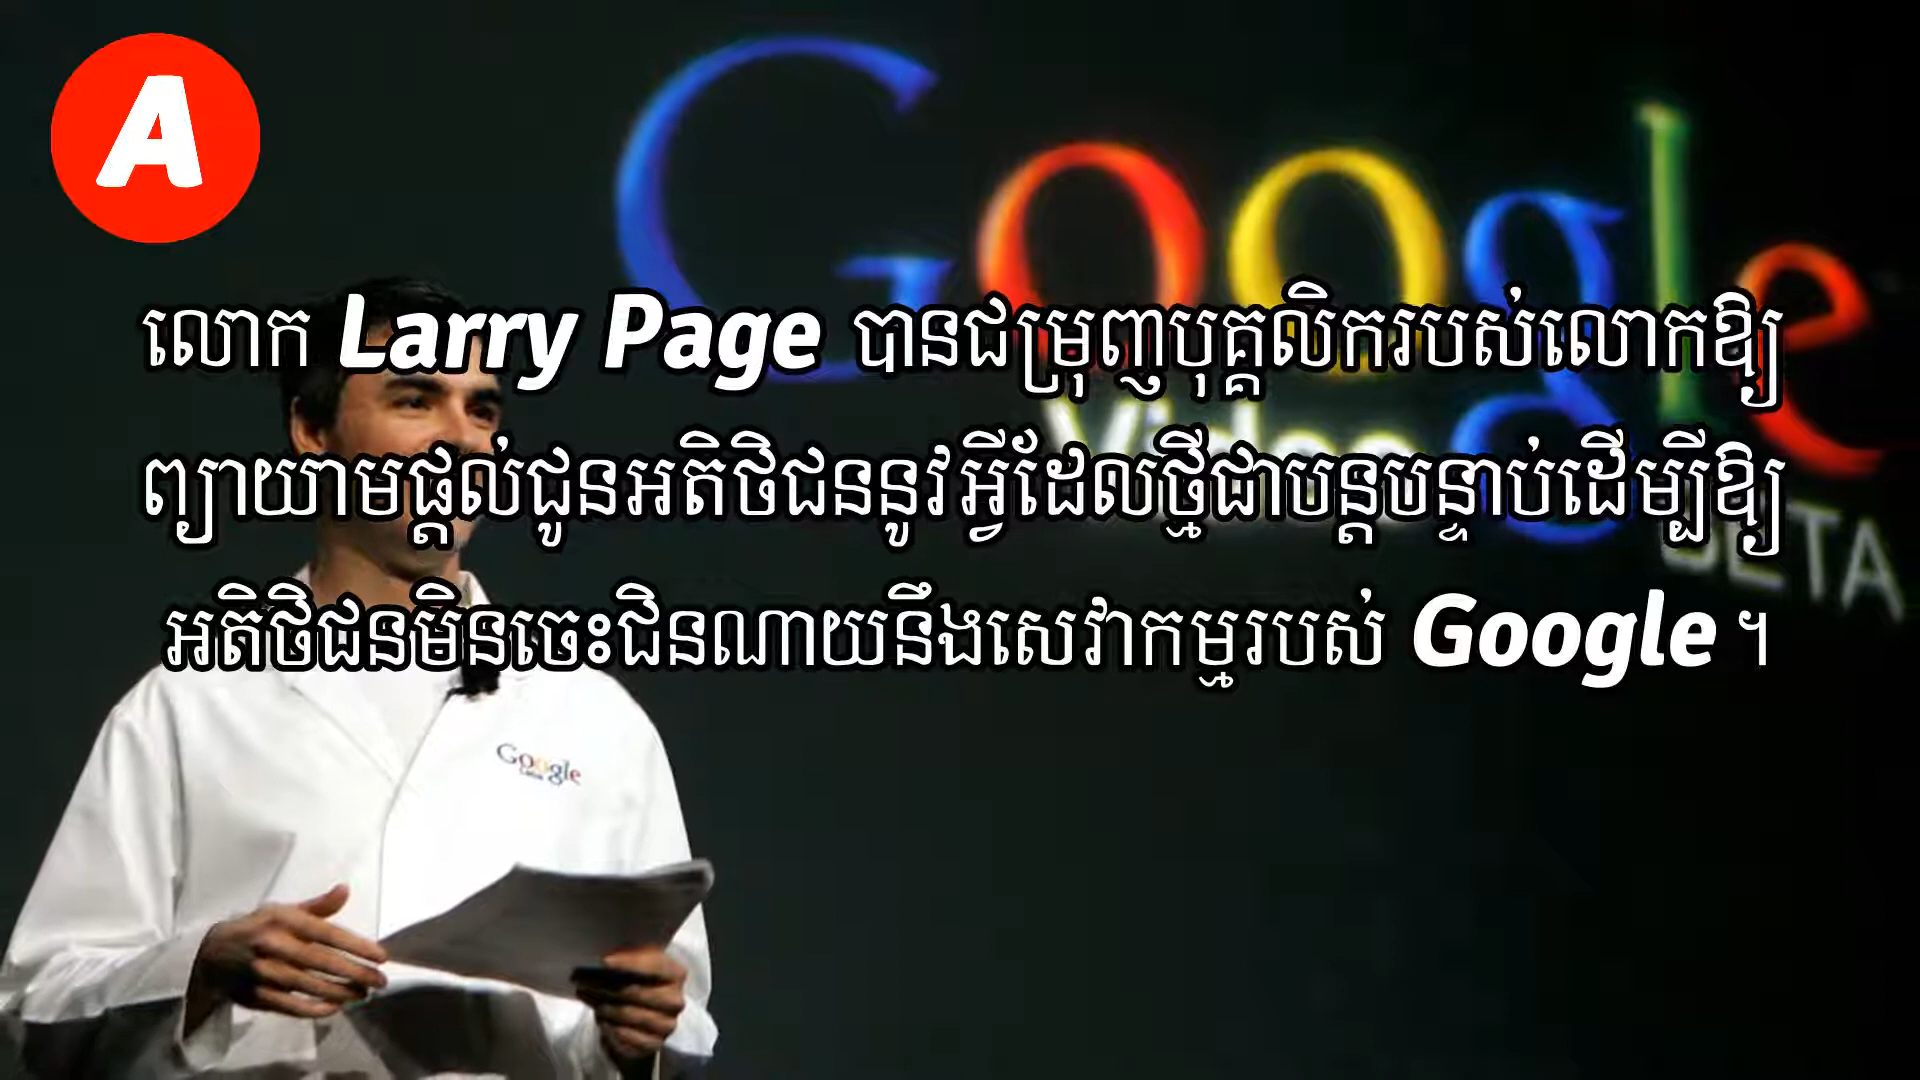 A
Google
លោក Larry Page បានជម្រុញបុគ្គលិករបស់លោកឱ្យ
ព្យាយាមផ្តល់ជូនអតិថិជននូវអ្វីដែលថ្មីជាបន្តបន្ទាប់ដើម្បីឱ្យ
អតិថិជនមិនចេះជិនណាយនឹងសេវាកម្មរបស់ Google ។
Video
BETA
Google